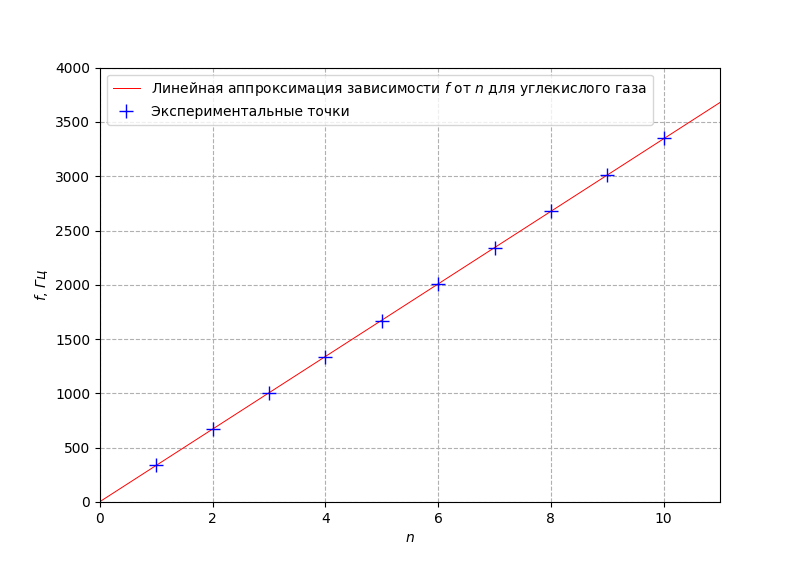 4000
3500
3000
2500
2000
1500
1000
500
0
f, Гц
Линейная аппроксимация зависимости f от n для углекислого газа
Экспериментальные точки
0 2 4 6 8 10
n